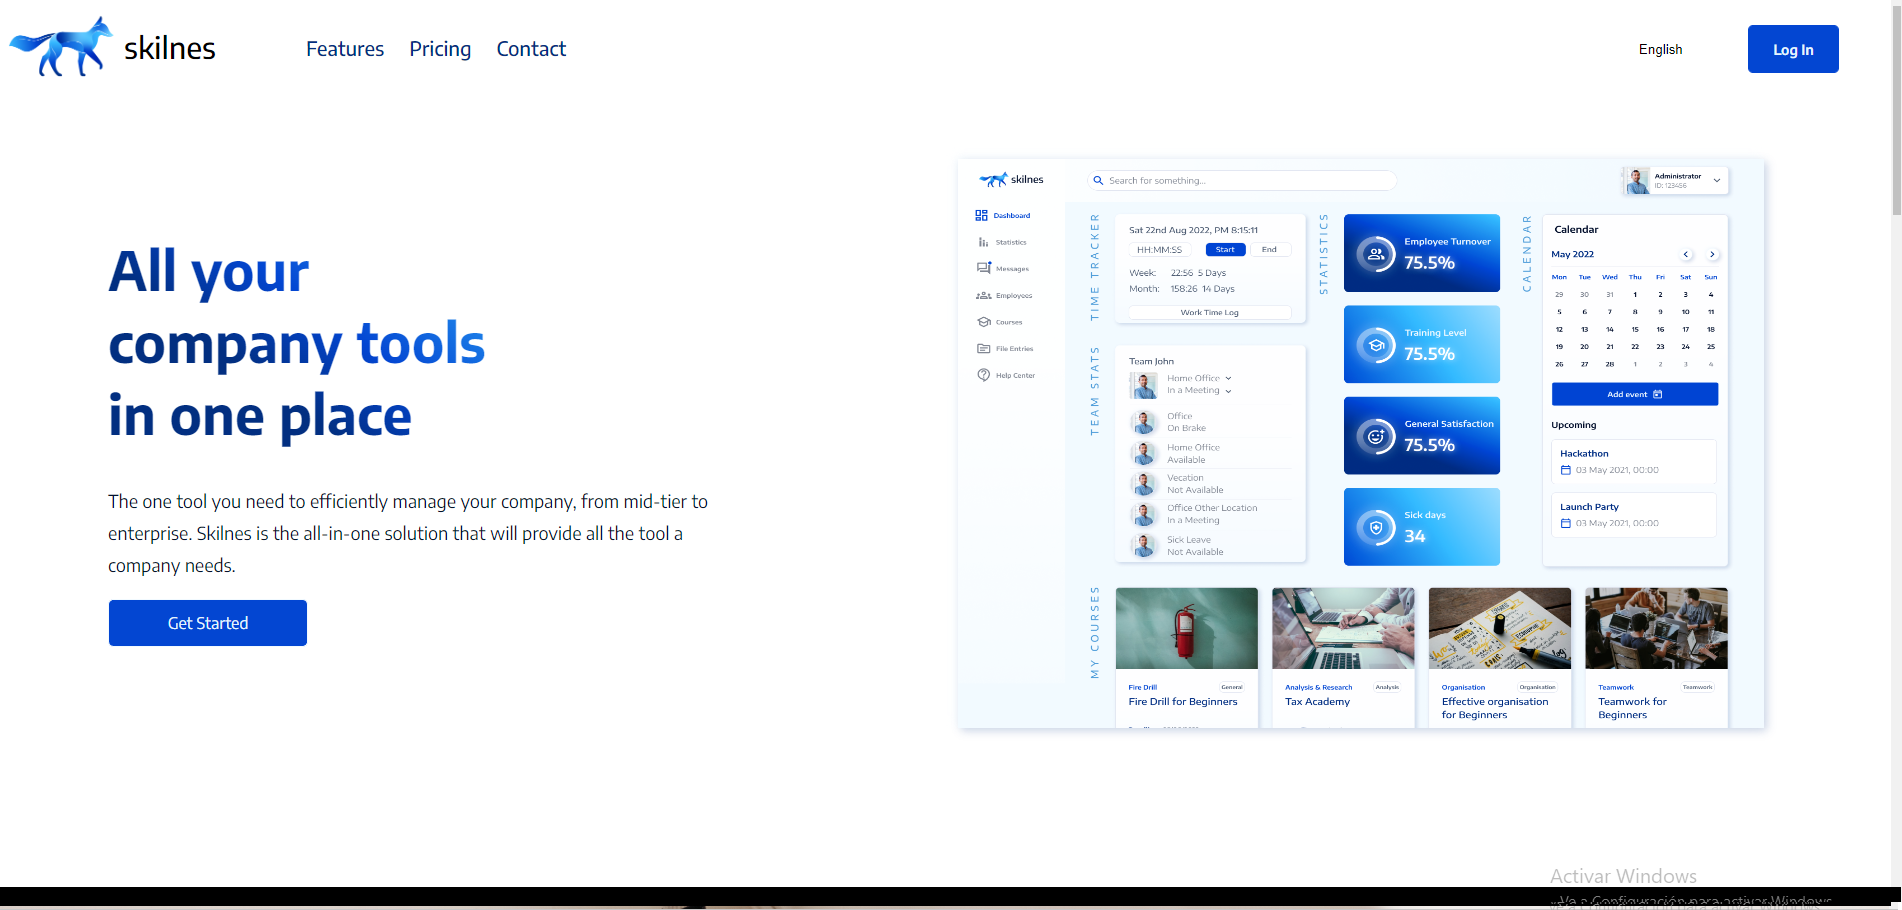 skilnes
Features Pricing Contact
English
Log In
All your
company tools
in one place
The one tool you need to efficiently manage your company, from mid-tier to
enterprise. Skilnes is the all-in-one solution that will provide all the tool a
company needs.
Get Started
skilnes
Search for something...
Administrator
ID: 123456
Dashboard
Statistics
Messages
Employees
Courses
File Entries
Help Center
TIME TRACKER
Sat 22nd Aug 2022, PM 8:15:11
HH:MM:SS Start End
Week: 22:56 5 Days
Month: 158:26 14 Days
Work Time Log
TEAM STATS
Team John
Home Office
In a Meeting
Office
On Brake
Home Office
Available
Vecation
Not Available
Office Other Location
In a Meeting
Sick Leave
Not Available
STATISTICS
Employee Turnover
75.5%
Training Level
75.5%
General Satisfaction
75.5%
Sick days
34
CALENDAR
Calendar
May 2022
Mon Tue Wed Thu Fri Sat Sun
29 30 31 1 2 3 4
5 6 7 8 9 10 11
12 13 14 15 16 17 18
19 20 21 22 23 24 25
26 27 28 1 2 3 4
Add event
Upcoming
Hackathon
03 May 2021, 00:00
Launch Party
03 May 2021, 00:00
MY COURSES
Fire Drill General
Fire Drill for Beginners
Analysis & Research Analysis
Tax Academy
Organisation Organisation
Effective organisation
for Beginners
Teamwork Teamwork
Teamwork for
Beginners
Activar Windows
Ve a Configuración para activar Windows.